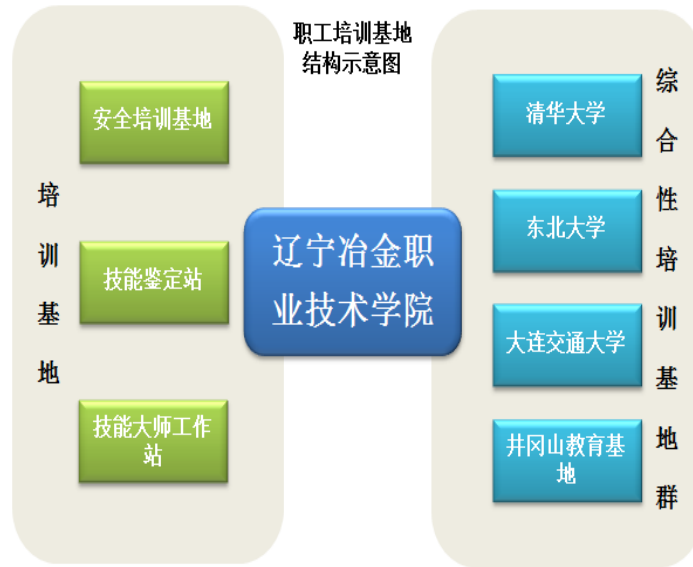 职工培训基地
结构示意图
培训基地
安全培训基地
技能鉴定站
技能大师工作
站
辽宁冶金职
业技术学院
清华大学
东北大学
大连交通大学
井冈山教育基
地
综合性培训基地群